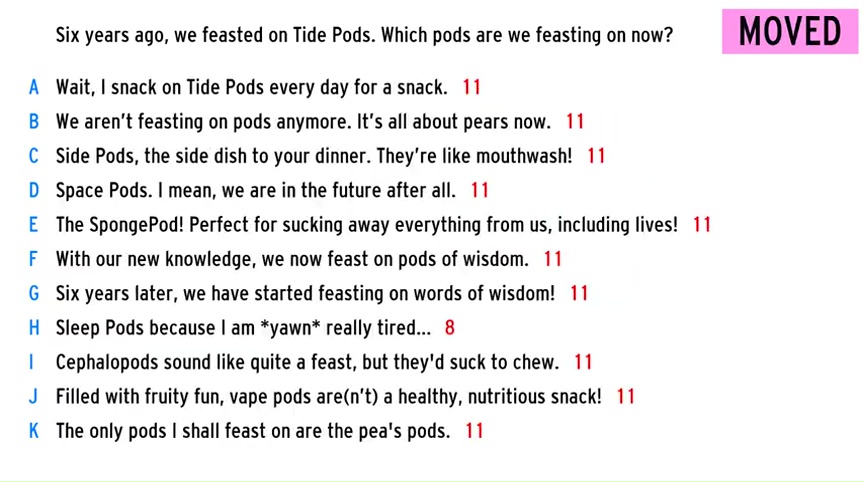 Six years ago, we feasted on Tide Pods. Which pods are we feasting on now?
MOVED
A Wait, I snack on Tide Pods every day for a snack. 11
B We aren't feasting on pods anymore. It's all about pears now. 11
C Side Pods, the side dish to your dinner. They're like mouthwash! 11
D Space Pods. I mean, we are in the future after all. 11
E The SpongePod! Perfect for sucking away everything from us, including lives! 11
F With our new knowledge, we now feast on pods of wisdom. 11
G Six years later, we have started feasting on words of wisdom! 11
H Sleep Pods because I am *yawn* really tired... 8
I Cephalopods sound like quite a feast, but they'd suck to chew. 11
J Filled with fruity fun, vape pods are(n't) a healthy, nutritious snack! 11
K The only pods I shall feast on are the pea's pods. 11